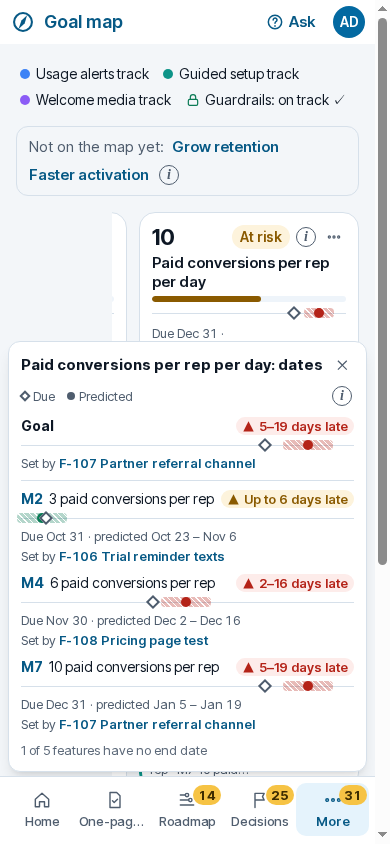 Goal map
Ask
AD
Usage alerts track
Guided setup track
Welcome media track
Guardrails: on track ✓
Not on the map yet: Grow retention
Faster activation
i
10
At risk
i
Paid conversions per rep
per day
Due Dec 31 ·
Paid conversions per rep per day: dates
Due
Predicted
i
Goal
▲ 5–19 days late
Set by F-107 Partner referral channel
M2 3 paid conversions per rep
▲ Up to 6 days late
Due Oct 31 · predicted Oct 23 – Nov 6
Set by F-106 Trial reminder texts
M4 6 paid conversions per rep
▲ 2–16 days late
Due Nov 30 · predicted Dec 2 – Dec 16
Set by F-108 Pricing page test
M7 10 paid conversions per rep
▲ 5–19 days late
Due Dec 31 · predicted Jan 5 – Jan 19
Set by F-107 Partner referral channel
1 of 5 features have no end date
14
25
31
Home
One-pag…
Roadmap
Decisions
More